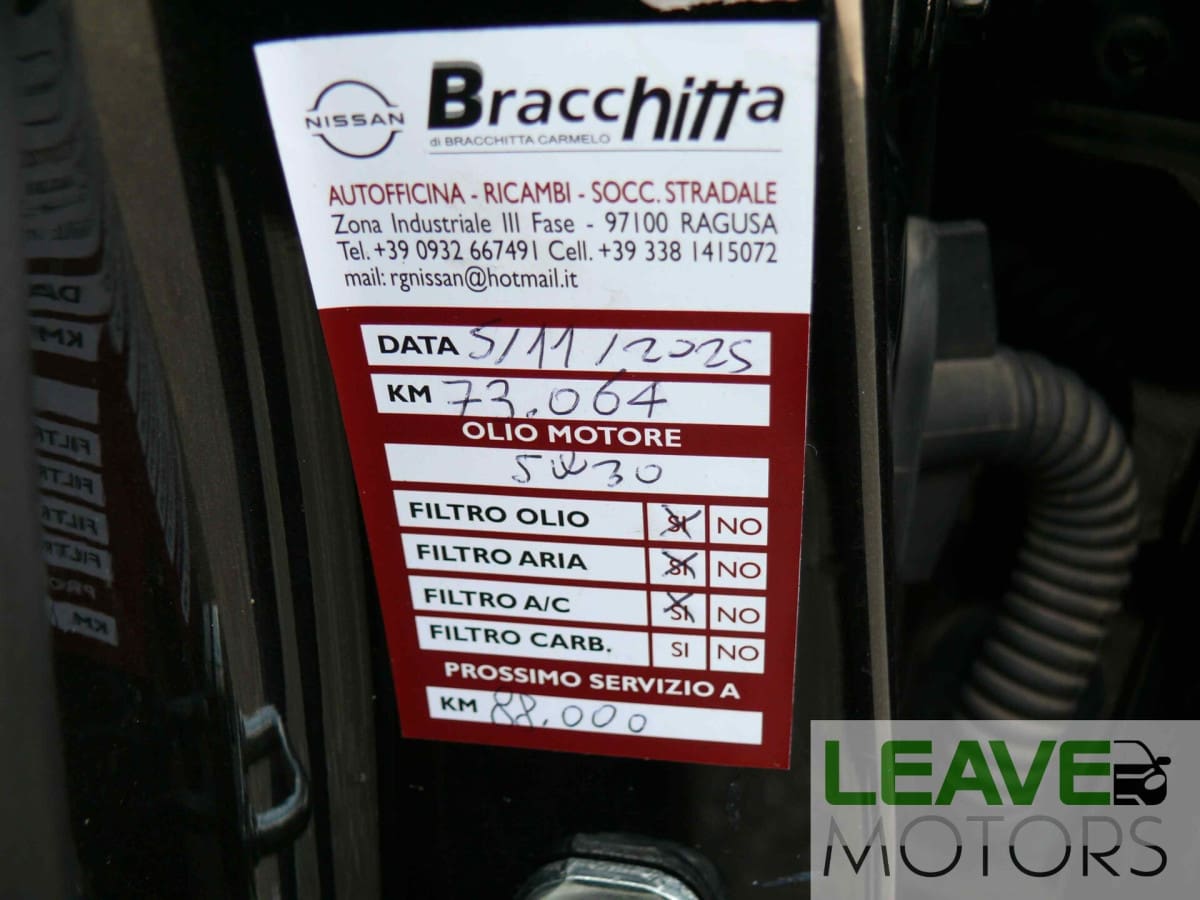 NISSAN
Bracchitta
di BRACCHITTA CARMELO
AUTOFFICINA - RICAMBI - SOCC. STRADALE
Zona Industriale III Fase - 97100 RAGUSA
Tel. +39 0932 667491 Cell. +39 338 1415072
mail: rgnissan@hotmail.it
DATA 5/11/2025
KM 73.064
OLIO MOTORE
5W30
FILTRO OLIO SI NO
FILTRO ARIA SI NO
FILTRO A/C SI NO
FILTRO CARB. SI NO
PROSSIMO SERVIZIO A
KM 88.000
LEAVE
MOTORS